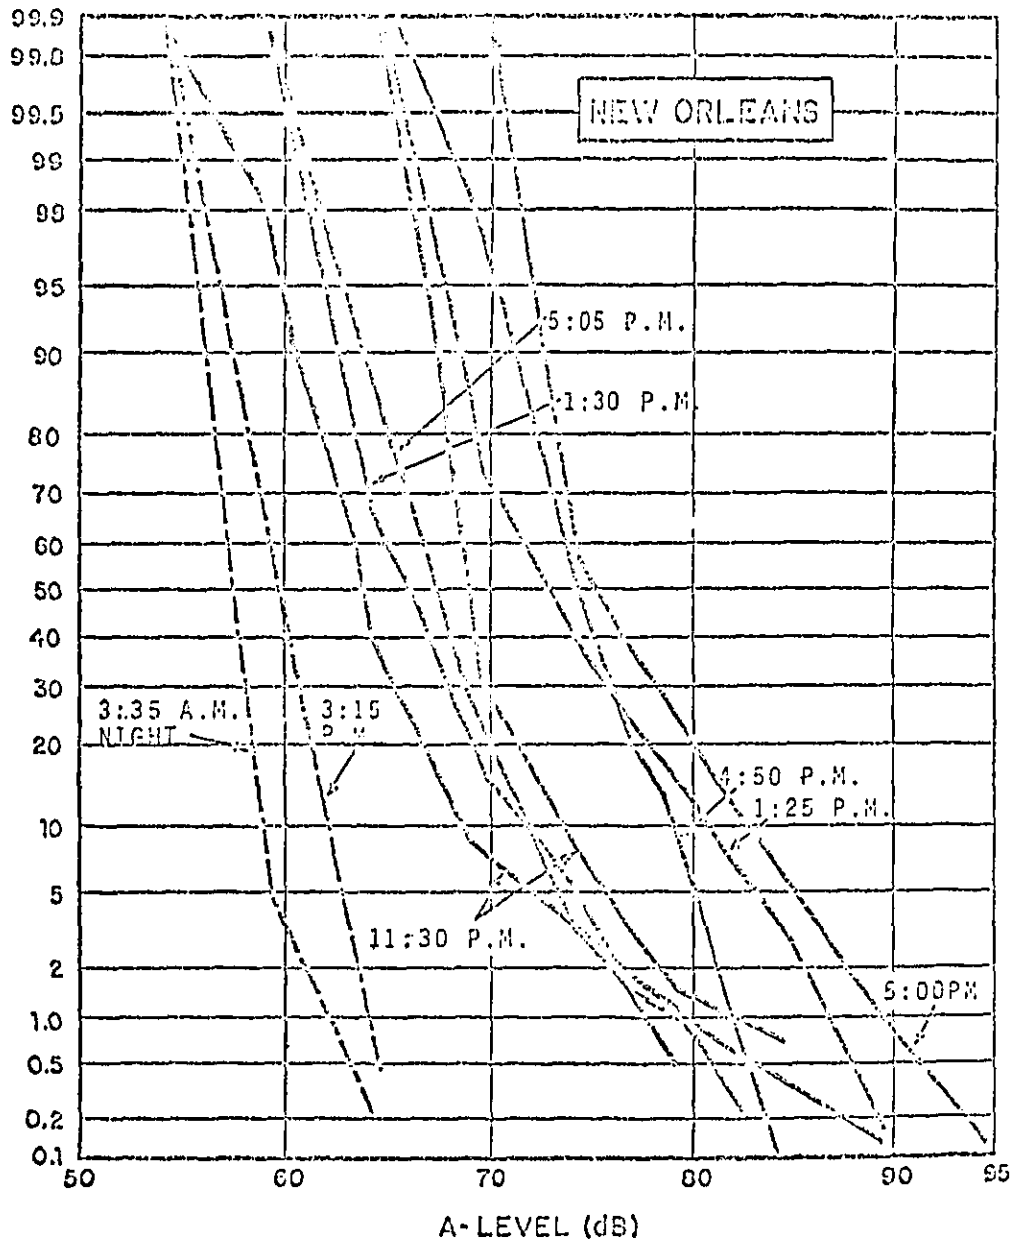 99.9
99.8
99.5
99
98
95
90
80
70
60
50
40
30
20
10
5
2
1.0
0.5
0.2
0.1
NEW ORLEANS
5:05 P.M.
1:30 P.M.
3:35 A.M.
NIGHT
3:15
P.M
4:50 P.M.
1:25 P.M.
11:30 P.M.
5:00PM
50 60 70 80 90 95
A-LEVEL (dB)